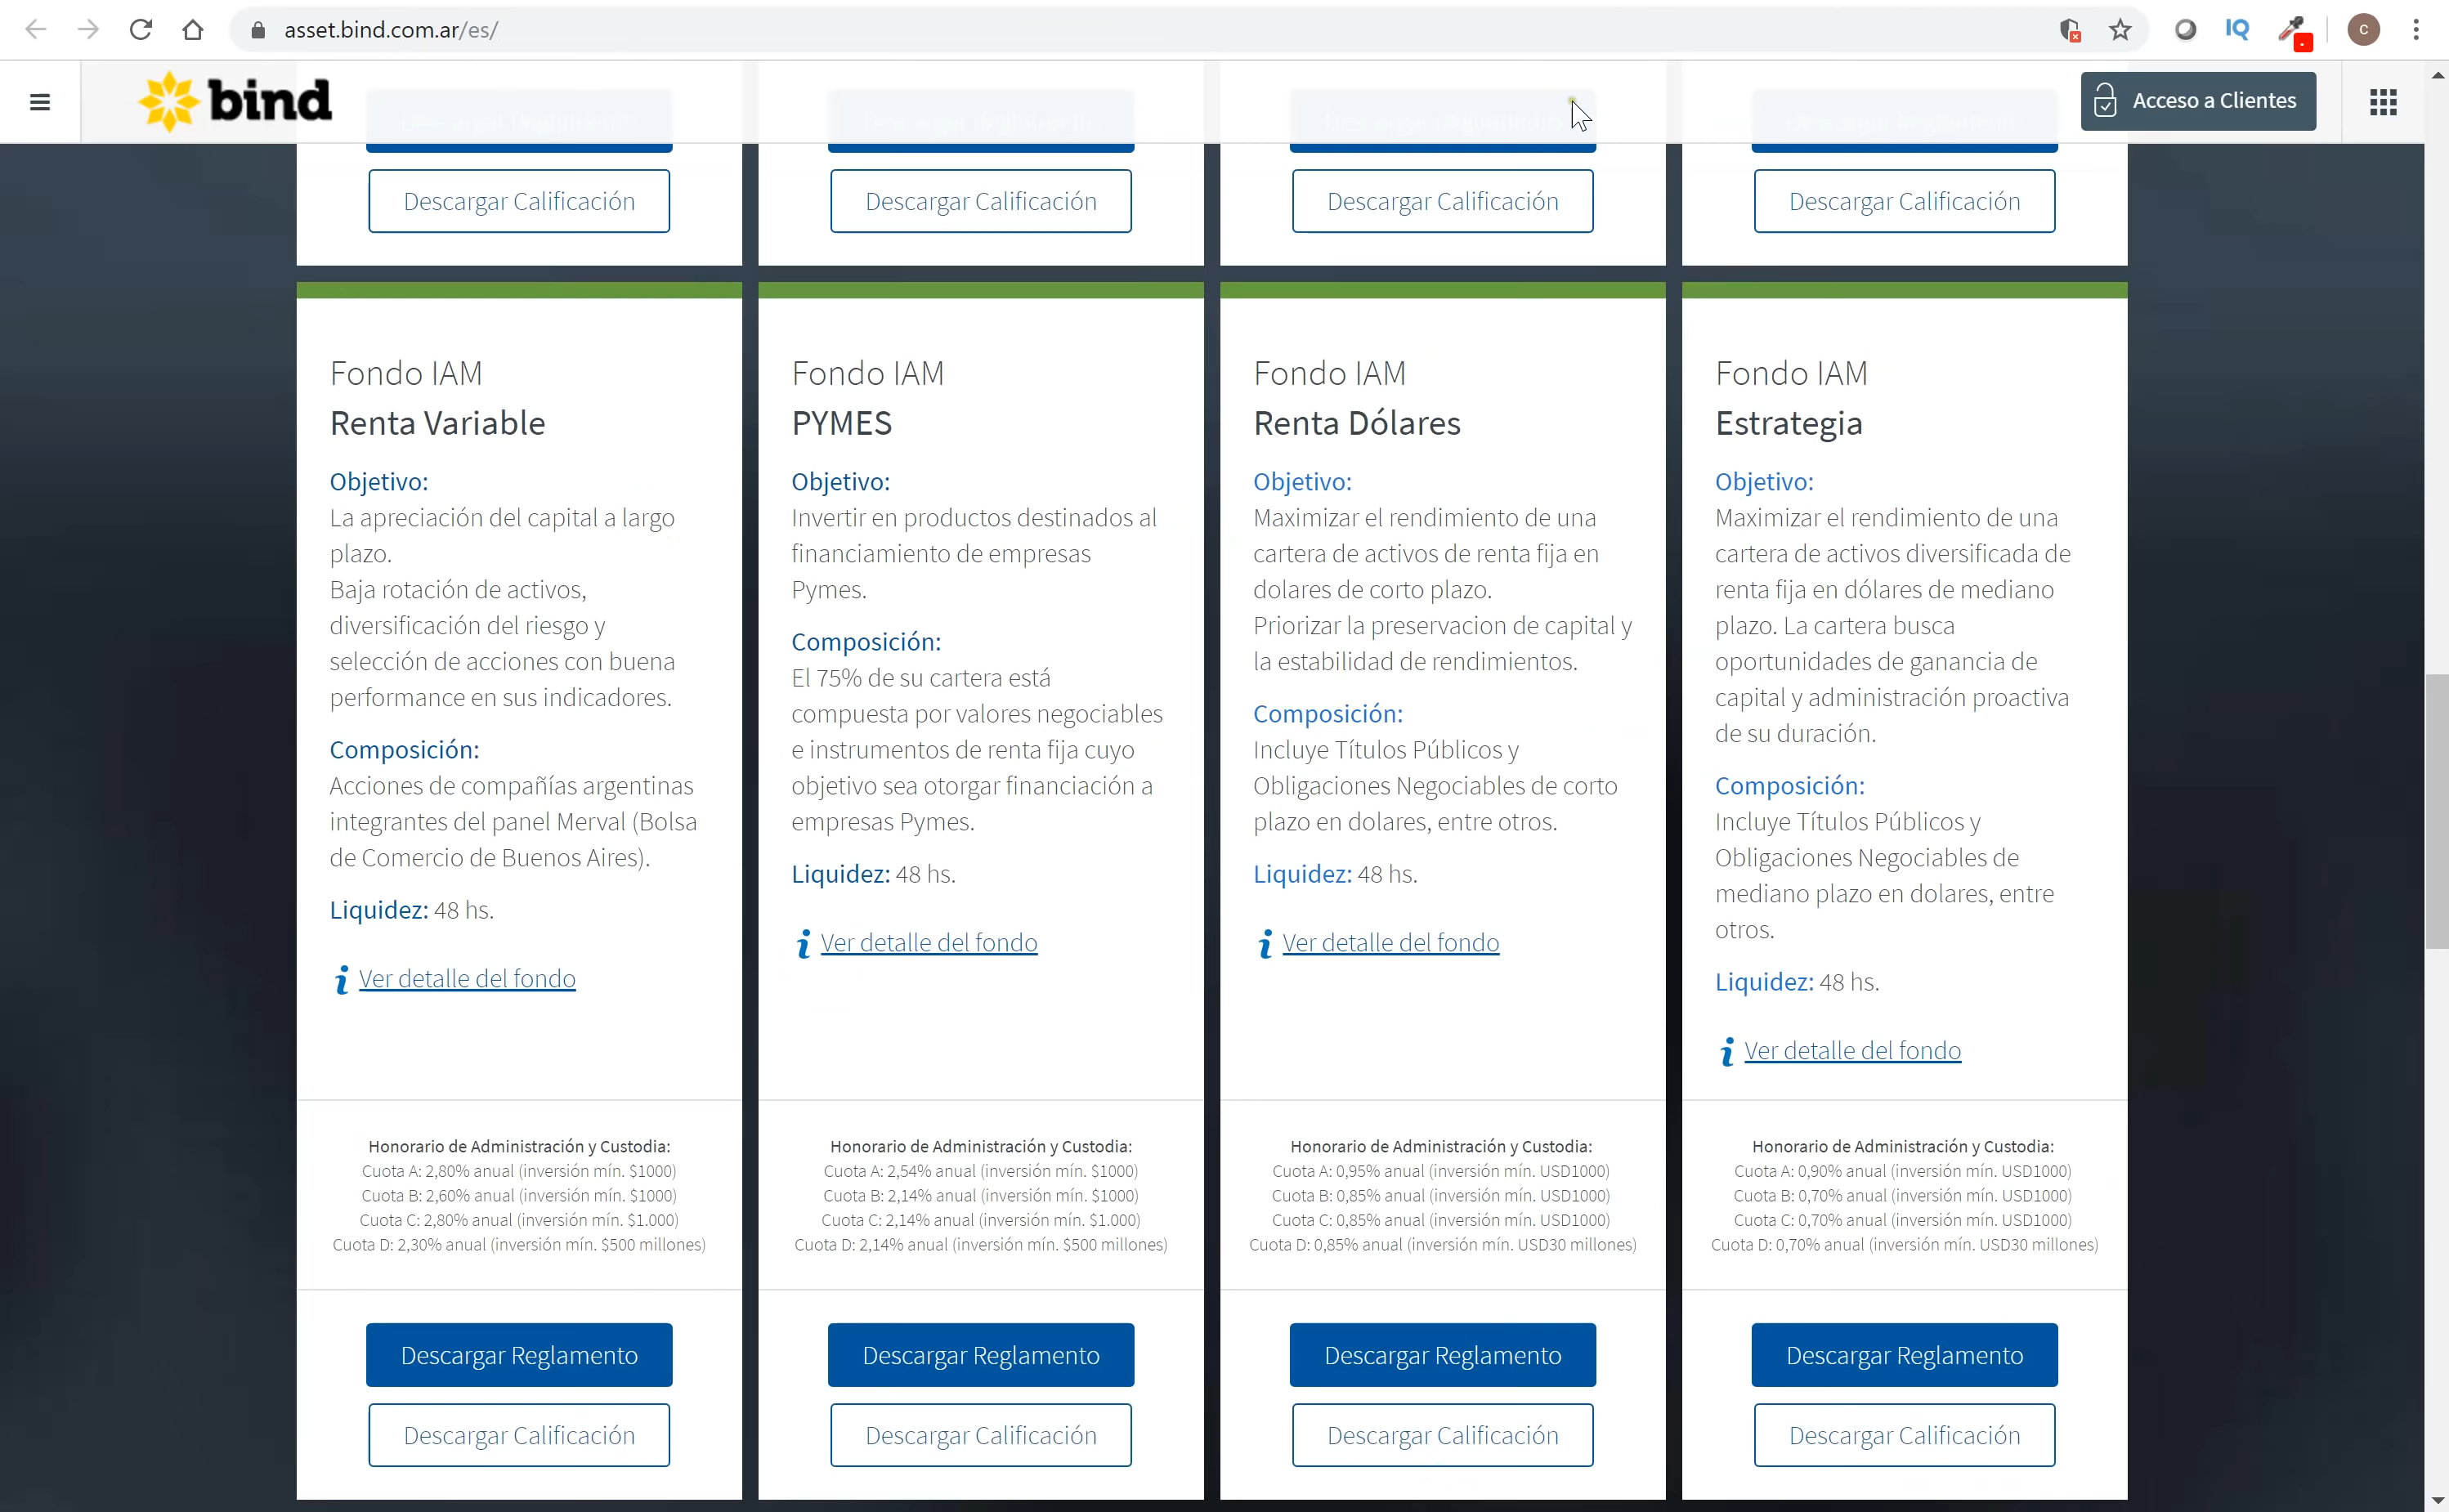 asset.bind.com.ar/es/
IQ
C
bind
Acceso a Clientes
Descargar Calificación
Descargar Calificación
Descargar Calificación
Descargar Calificación
Fondo IAM
Renta Variable
Objetivo:
La apreciación del capital a largo
plazo.
Baja rotación de activos,
diversificación del riesgo y
selección de acciones con buena
performance en sus indicadores.
Composición:
Acciones de compañías argentinas
integrantes del panel Merval (Bolsa
de Comercio de Buenos Aires).
Liquidez: 48 hs.
i Ver detalle del fondo
Honorario de Administración y Custodia:
Cuota A: 2,80% anual (inversión mín. $1000)
Cuota B: 2,60% anual (inversión mín. $1000)
Cuota C: 2,80% anual (inversión mín. $1.000)
Cuota D: 2,30% anual (inversión mín. $500 millones)
Descargar Reglamento
Descargar Calificación
Fondo IAM
PYMES
Objetivo:
Invertir en productos destinados al
financiamiento de empresas
Pymes.
Composición:
El 75% de su cartera está
compuesta por valores negociables
e instrumentos de renta fija cuyo
objetivo sea otorgar financiación a
empresas Pymes.
Liquidez: 48 hs.
i Ver detalle del fondo
Honorario de Administración y Custodia:
Cuota A: 2,54% anual (inversión mín. $1000)
Cuota B: 2,14% anual (inversión mín. $1000)
Cuota C: 2,14% anual (inversión mín. $1.000)
Cuota D: 2,14% anual (inversión mín. $500 millones)
Descargar Reglamento
Descargar Calificación
Fondo IAM
Renta Dólares
Objetivo:
Maximizar el rendimiento de una
cartera de activos de renta fija en
dolares de corto plazo.
Priorizar la preservacion de capital y
la estabilidad de rendimientos.
Composición:
Incluye Títulos Públicos y
Obligaciones Negociables de corto
plazo en dolares, entre otros.
Liquidez: 48 hs.
i Ver detalle del fondo
Honorario de Administración y Custodia:
Cuota A: 0,95% anual (inversión mín. USD1000)
Cuota B: 0,85% anual (inversión mín. USD1000)
Cuota C: 0,85% anual (inversión mín. USD1000)
Cuota D: 0,85% anual (inversión mín. USD30 millones)
Descargar Reglamento
Descargar Calificación
Fondo IAM
Estrategia
Objetivo:
Maximizar el rendimiento de una
cartera de activos diversificada de
renta fija en dólares de mediano
plazo. La cartera busca
oportunidades de ganancia de
capital y administración proactiva
de su duración.
Composición:
Incluye Títulos Públicos y
Obligaciones Negociables de
mediano plazo en dolares, entre
otros.
Liquidez: 48 hs.
i Ver detalle del fondo
Honorario de Administración y Custodia:
Cuota A: 0,90% anual (inversión mín. USD1000)
Cuota B: 0,70% anual (inversión mín. USD1000)
Cuota C: 0,70% anual (inversión mín. USD1000)
Cuota D: 0,70% anual (inversión mín. USD30 millones)
Descargar Reglamento
Descargar Calificación